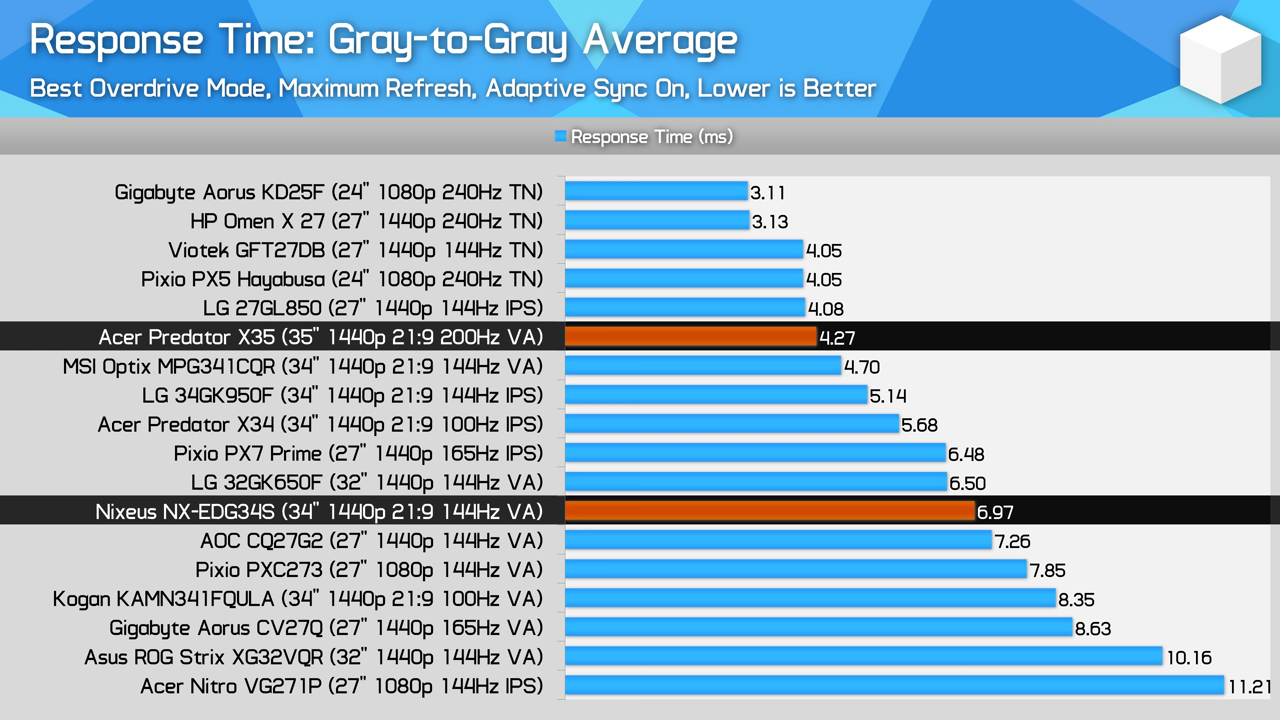 Response Time: Gray-to-Gray Average
Best Overdrive Mode, Maximum Refresh, Adaptive Sync On, Lower is Better
Response Time (ms)
Gigabyte Aorus KD25F (24" 1080p 240Hz TN) 3.11
HP Omen X 27 (27" 1440p 240Hz TN) 3.13
Viotek GFT27DB (27" 1440p 144Hz TN) 4.05
Pixio PX5 Hayabusa (24" 1080p 240Hz TN) 4.05
LG 27GL850 (27" 1440p 144Hz IPS) 4.08
Acer Predator X35 (35" 1440p 21:9 200Hz VA) 4.27
MSI Optix MPG341CQR (34" 1440p 21:9 144Hz VA) 4.70
LG 34GK950F (34" 1440p 21:9 144Hz IPS) 5.14
Acer Predator X34 (34" 1440p 21:9 100Hz IPS) 5.68
Pixio PX7 Prime (27" 1440p 165Hz IPS) 6.48
LG 32GK650F (32" 1440p 144Hz VA) 6.50
Nixeus NX-EDG34S (34" 1440p 21:9 144Hz VA) 6.97
AOC CQ27G2 (27" 1440p 144Hz VA) 7.26
Pixio PXC273 (27" 1080p 144Hz VA) 7.85
Kogan KAMN341FQULA (34" 1440p 21:9 100Hz VA) 8.35
Gigabyte Aorus CV27Q (27" 1440p 165Hz VA) 8.63
Asus ROG Strix XG32VQR (32" 1440p 144Hz VA) 10.16
Acer Nitro VG271P (27" 1080p 144Hz IPS) 11.21